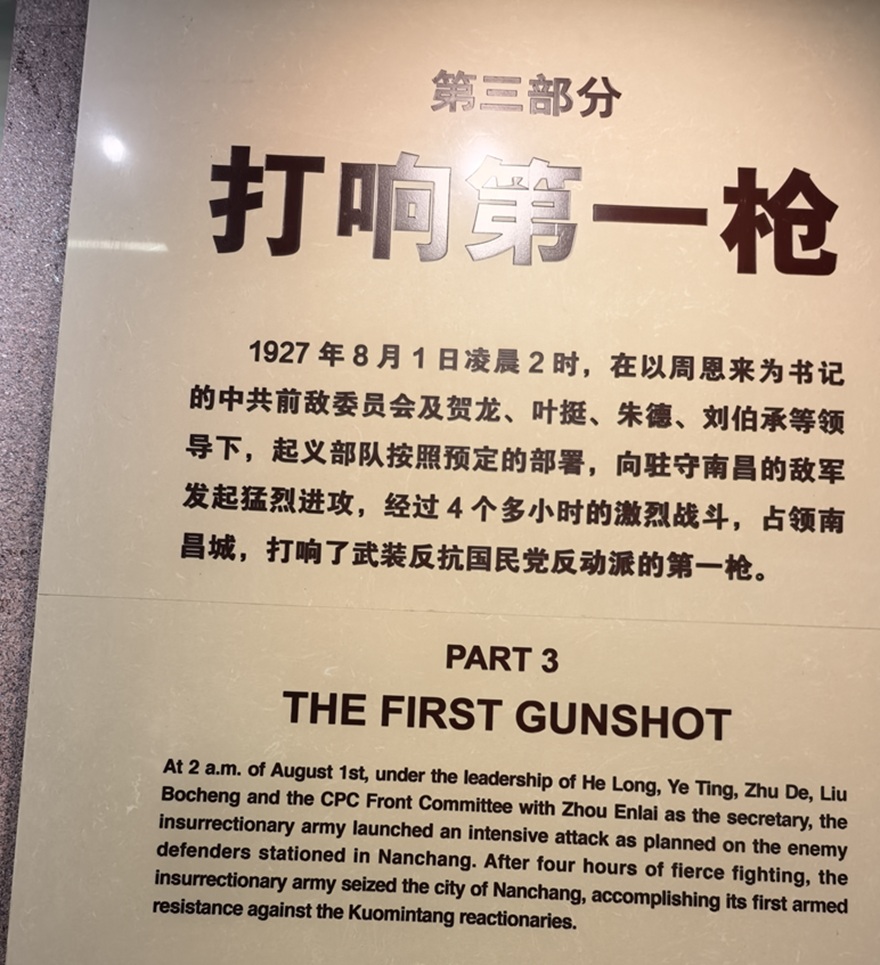 第三部分
打响第一枪
1927年8月1日凌晨2时，在以周恩来为书记
的中共前敌委员会及贺龙、叶挺、朱德、刘伯承等领
导下，起义部队按照预定的部署，向驻守南昌的敌军
发起猛烈进攻，经过4个多小时的激烈战斗，占领南
昌城，打响了武装反抗国民党反动派的第一枪。
PART 3
THE FIRST GUNSHOT
At 2 a.m. of August 1st, under the leadership of He Long, Ye Ting, Zhu De, Liu
Bocheng and the CPC Front Committee with Zhou Enlai as the secretary, the
insurrectionary army launched an intensive attack as planned on the enemy
defenders stationed in Nanchang. After four hours of fierce fighting, the
insurrectionary army seized the city of Nanchang, accomplishing its first armed
resistance against the Kuomintang reactionaries.